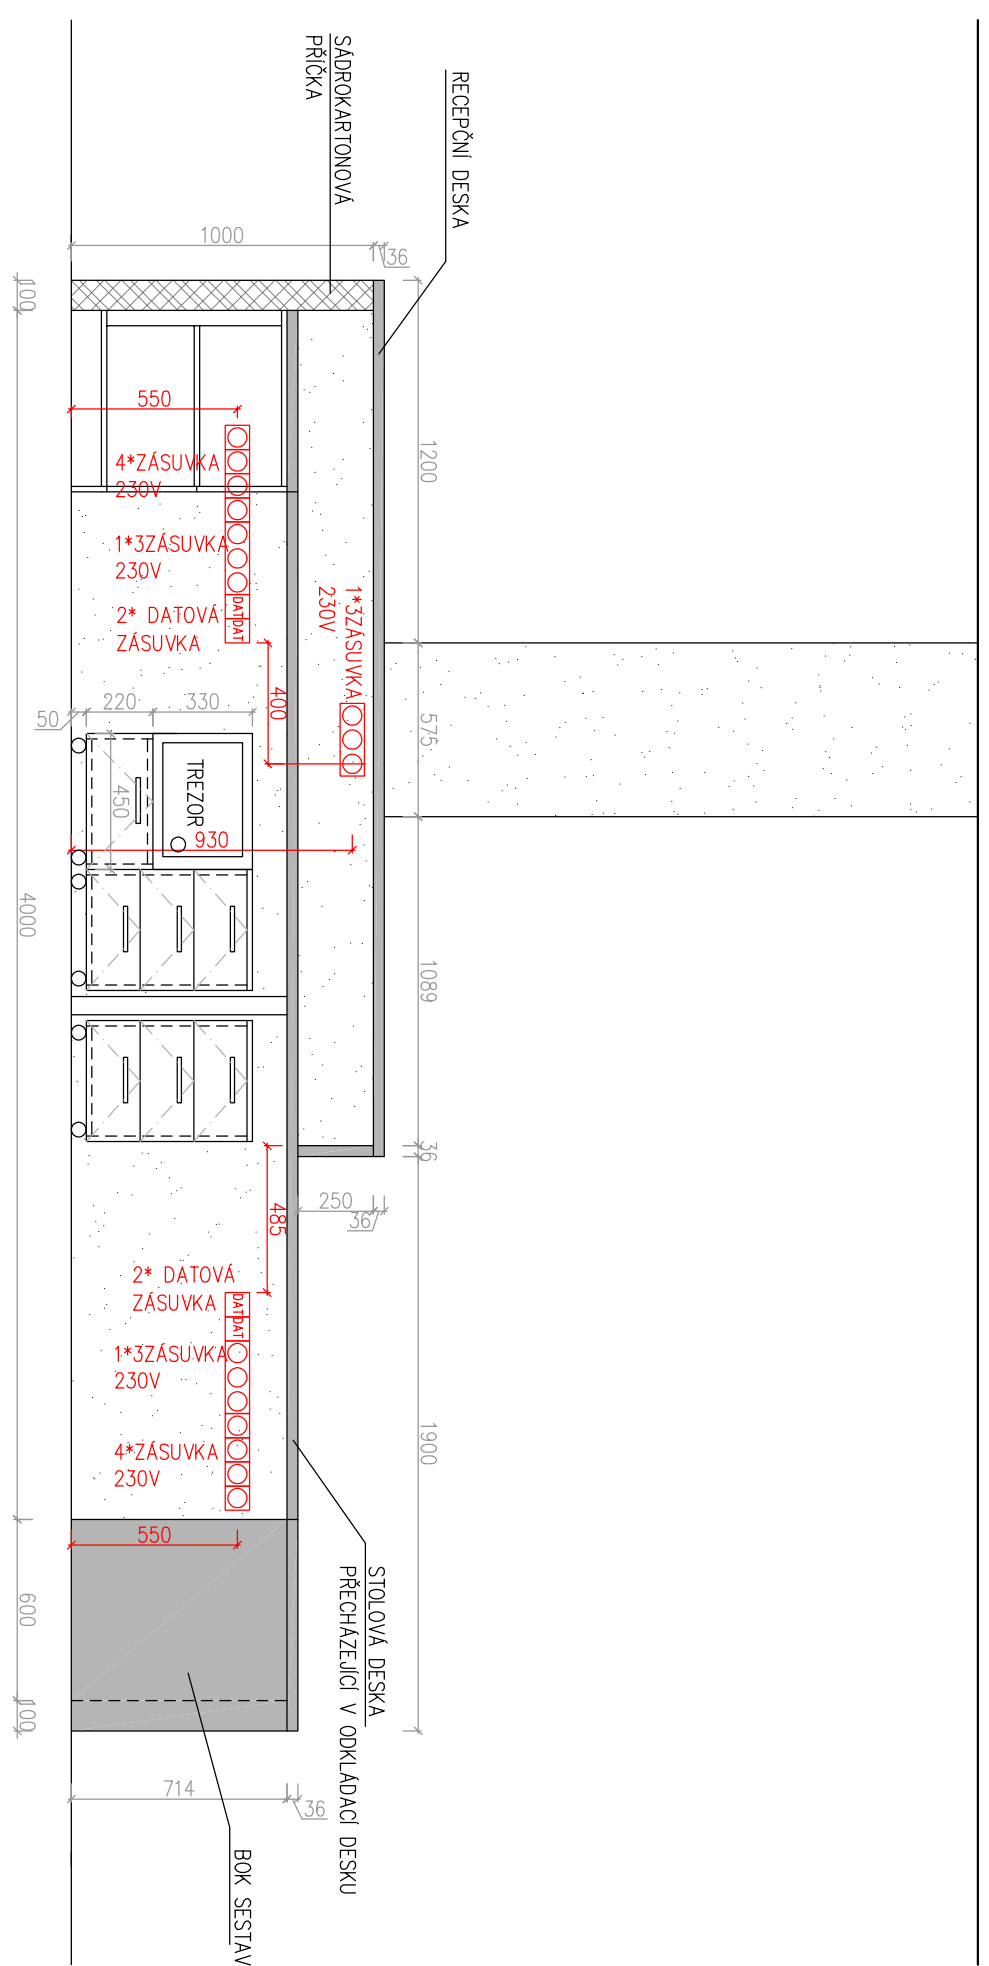 RECEPČNÍ DESKA
SÁDROKARTONOVÁ
PŘÍČKA
1000
36
100
1200
550
4*ZÁSUVKA
230V
1*3ZÁSUVKA
230V
2* DATOVÁ
ZÁSUVKA
DAT
DAT
1*3ZÁSUVKA
230V
400
575
50
220
330
450
TREZOR
930
4000
1089
36
250
36
485
2* DATOVÁ
ZÁSUVKA
DAT
DAT
1*3ZÁSUVKA
230V
4*ZÁSUVKA
230V
1900
550
STOLOVÁ DESKA
PŘECHÁZEJÍCÍ V ODKLÁDACÍ DESKU
600
100
714
36
BOK SESTAV